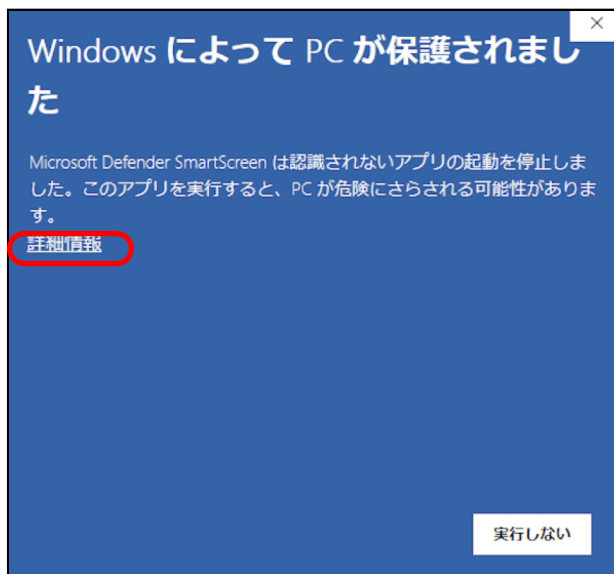 Windows によって PC が保護されまし
た
Microsoft Defender SmartScreen は認識されないアプリの起動を停止しま
した。このアプリを実行すると、PC が危険にさらされる可能性がありま
す。
詳細情報
実行しない